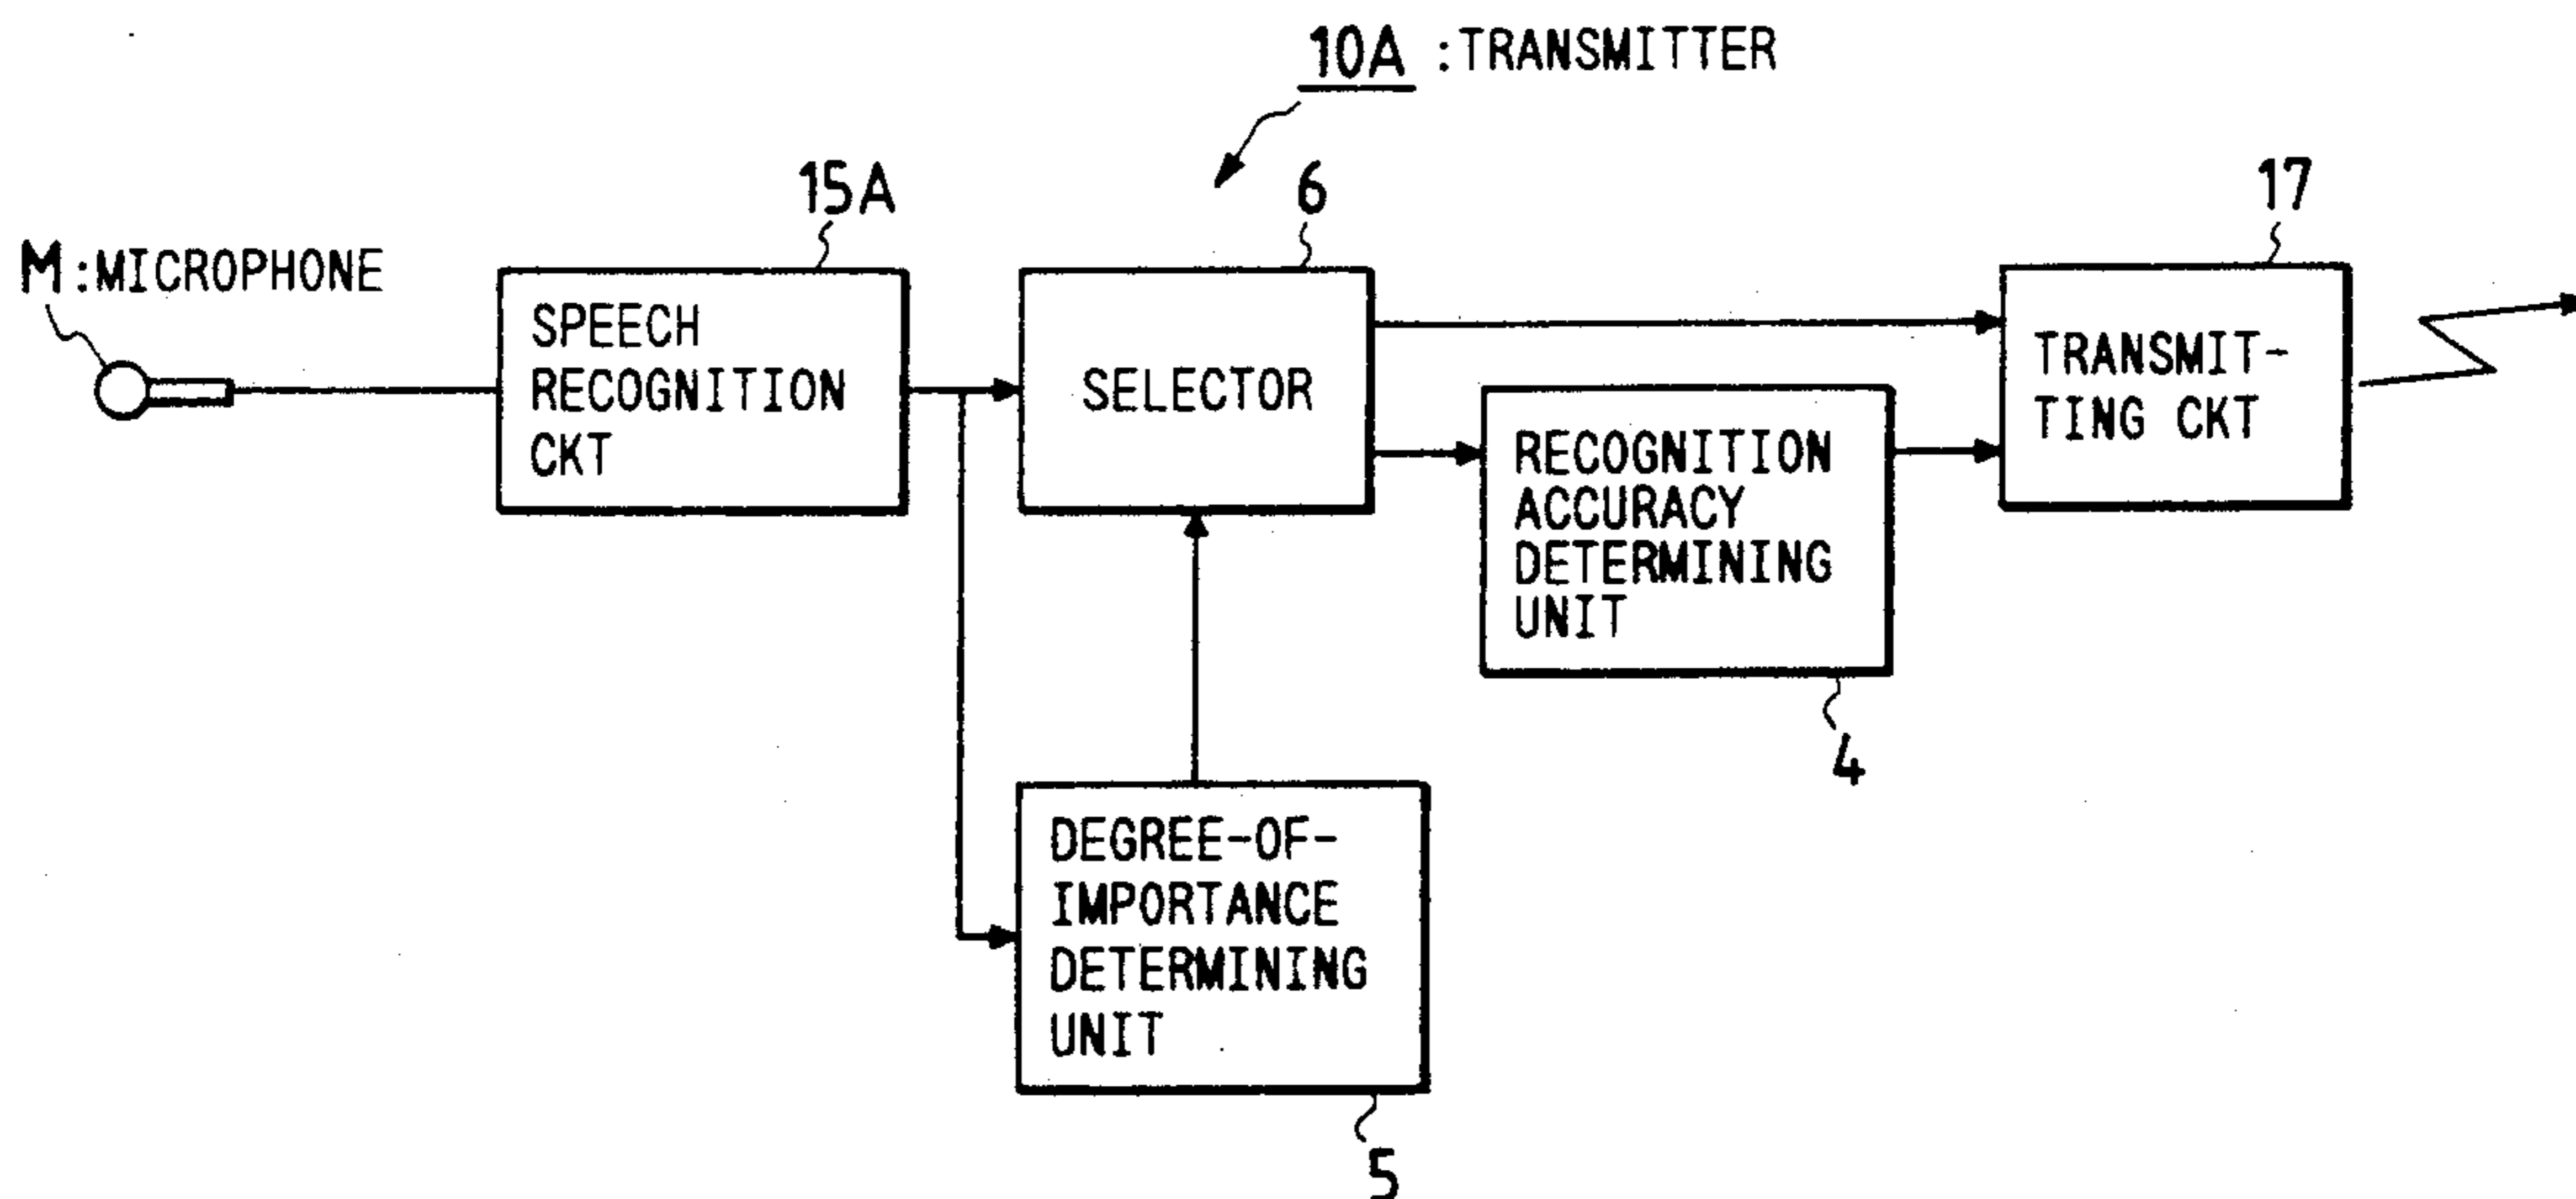 10A :TRANSMITTER
15A
6
17
M:MICROPHONE
SPEECH
RECOGNITION
CKT
SELECTOR
TRANSMIT-
TING CKT
RECOGNITION
ACCURACY
DETERMINING
UNIT
4
DEGREE-OF-
IMPORTANCE
DETERMINING
UNIT
5